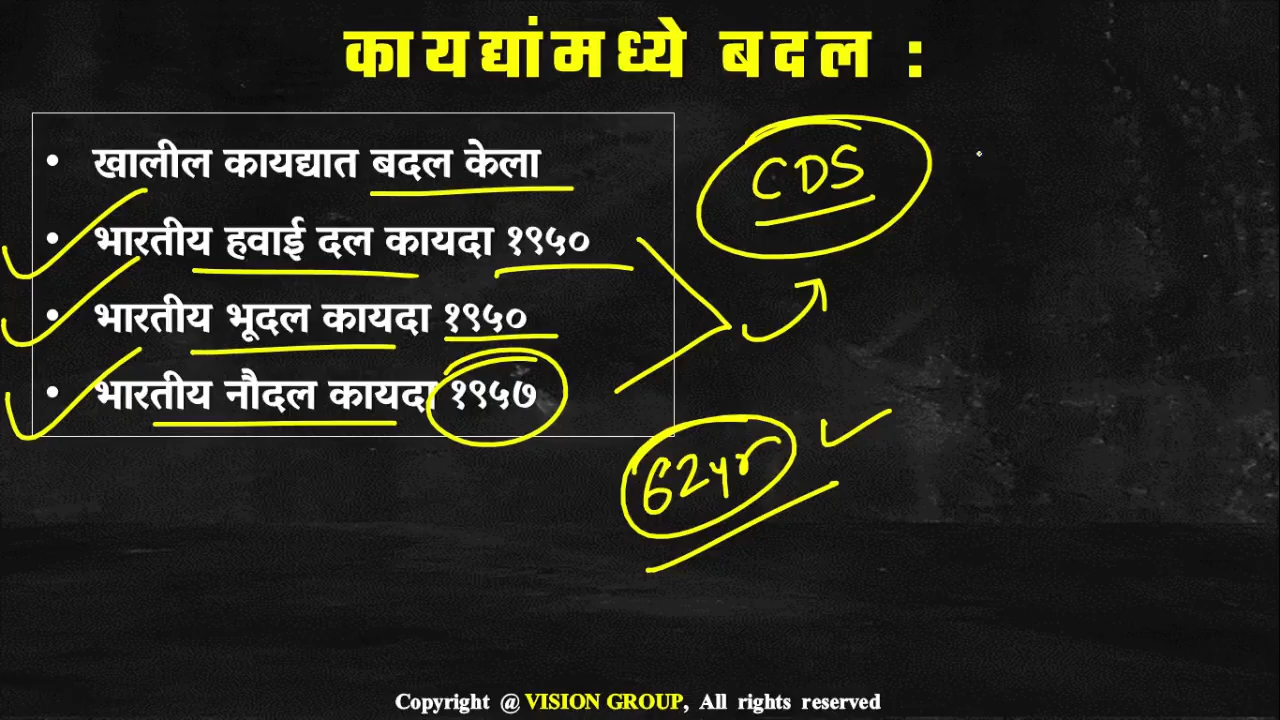 कायद्यांमध्ये बदल :
• खालील कायद्यात बदल केला
• भारतीय हवाई दल कायदा १९५०
• भारतीय भूदल कायदा १९५०
• भारतीय नौदल कायदा १९५७
CDS
62yr
Copyright @ VISION GROUP, All rights reserved